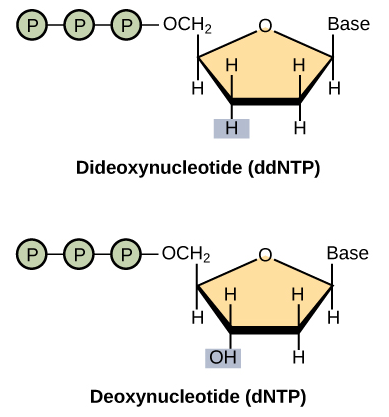 P P P OCH₂ O Base
H H
H H
H H
Dideoxynucleotide (ddNTP)
P P P OCH₂ O Base
H H
H H
OH H
Deoxynucleotide (dNTP)